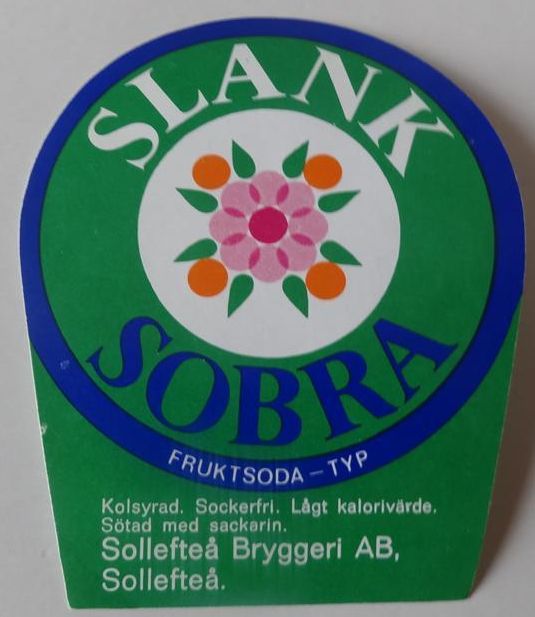 SLANK
SOBRA
FRUKTSODA – TYP
Kolsyrad. Sockerfri. Lågt kalorivärde.
Sötad med sackarin.
Sollefteå Bryggeri AB,
Sollefteå.